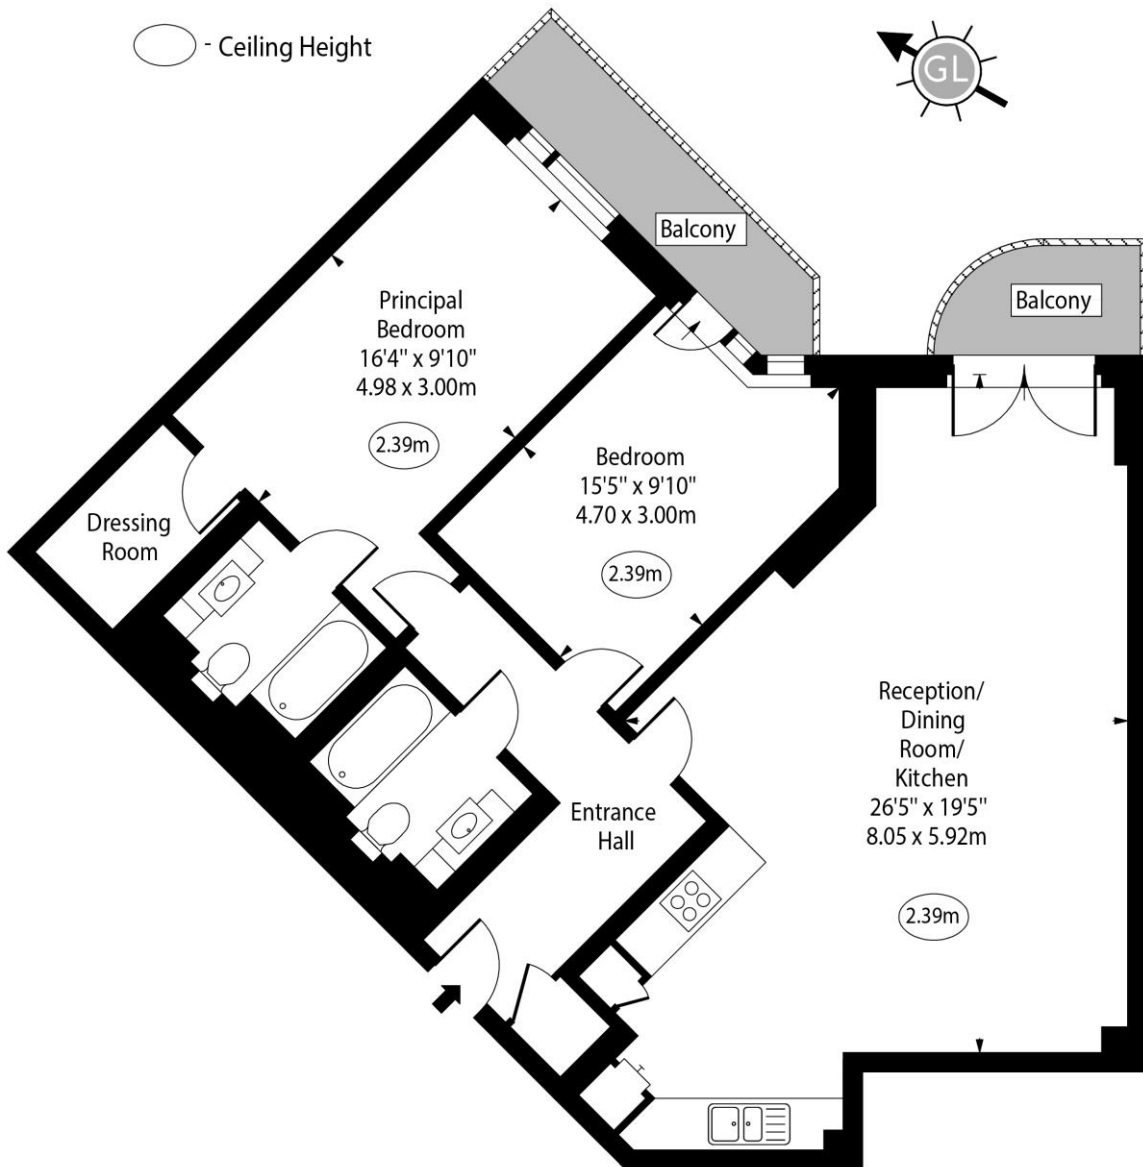 - Ceiling Height
GL
Balcony
Balcony
Principal
Bedroom
16'4" x 9'10"
4.98 x 3.00m
2.39m
Bedroom
15'5" x 9'10"
4.70 x 3.00m
2.39m
Dressing
Room
Reception/
Dining
Room/
Kitchen
26'5" x 19'5"
8.05 x 5.92m
2.39m
Entrance
Hall